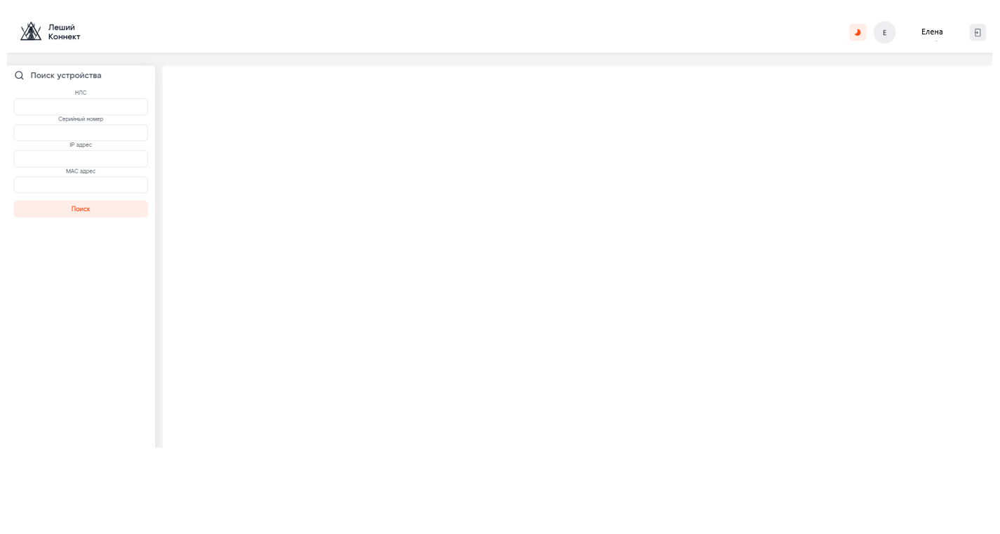 Леший
Коннект
E
Елена
Поиск устройства
НЛС
Серийный номер
IP адрес
MAC адрес
Поиск